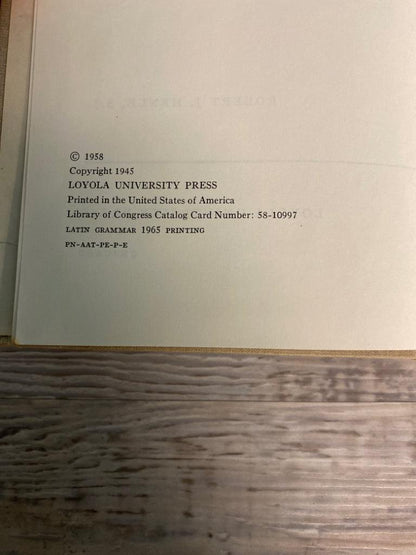 © 1958
Copyright 1945
LOYOLA UNIVERSITY PRESS
Printed in the United States of America
Library of Congress Catalog Card Number: 58-10997
LATIN GRAMMAR 1965 PRINTING
PN-AAT-PE-P-E